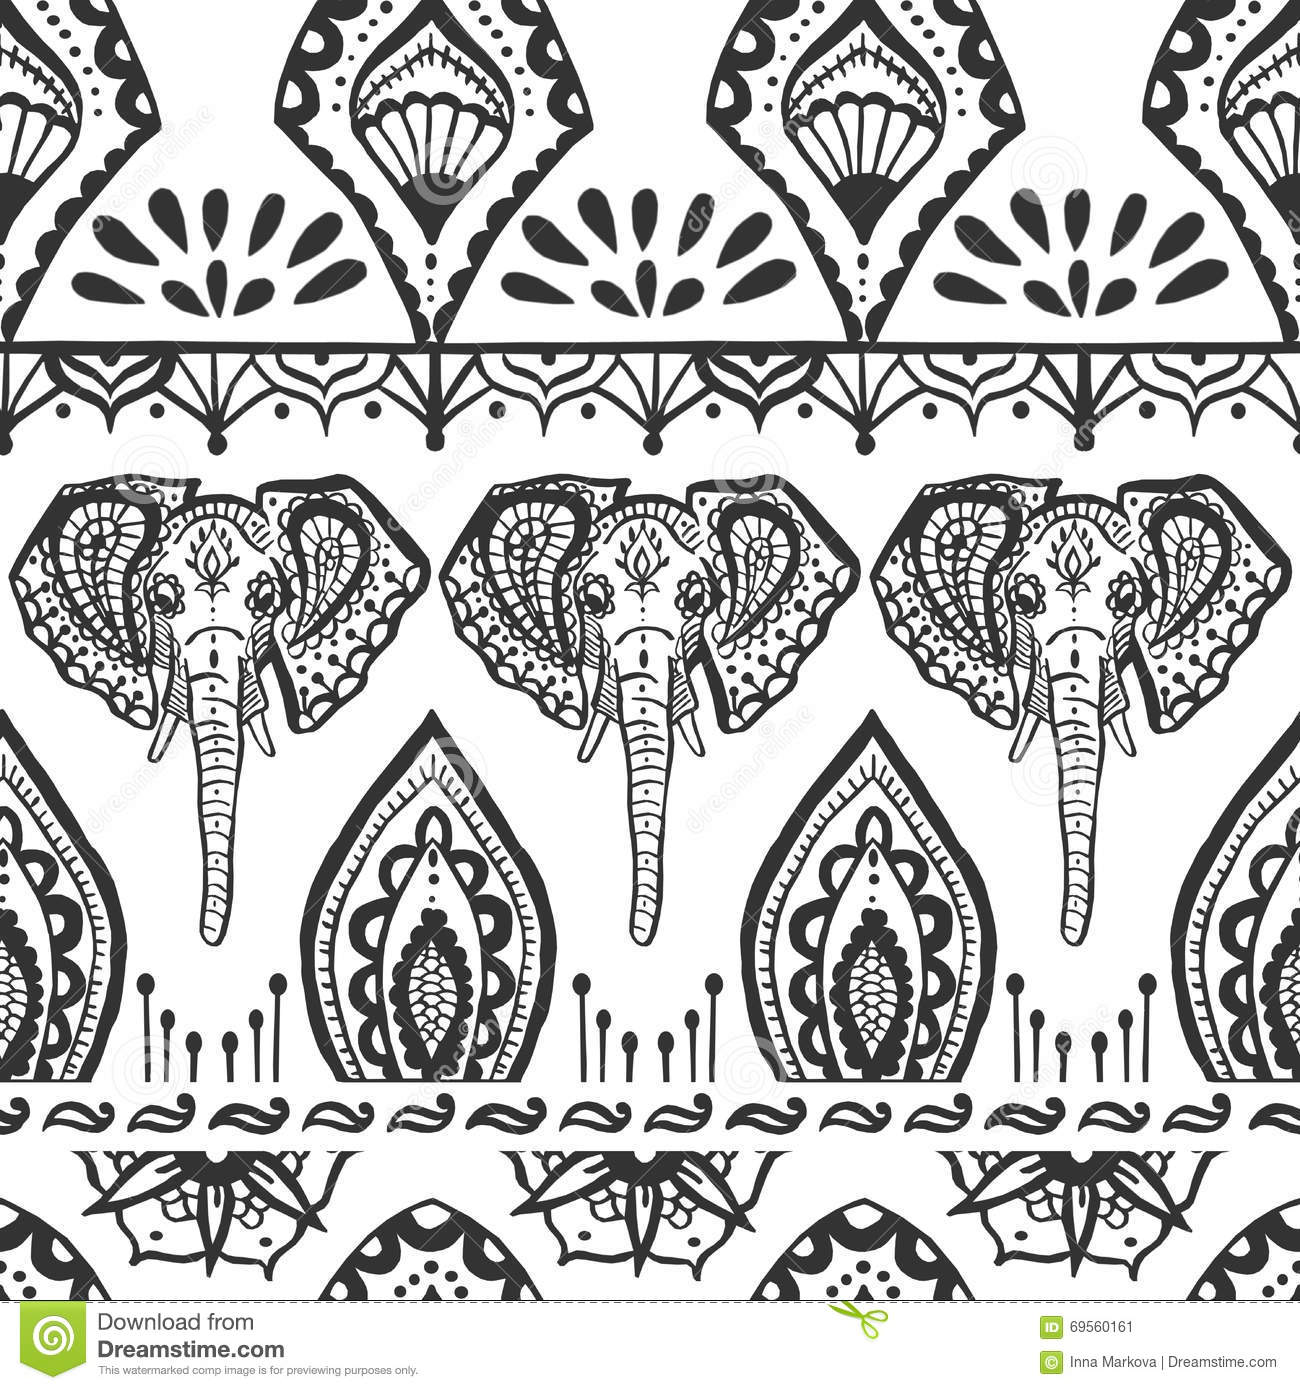 Download from
Dreamstime.com
This watermarked comp image is for previewing purposes only.
ID 69560161
© Inna Markova | Dreamstime.com